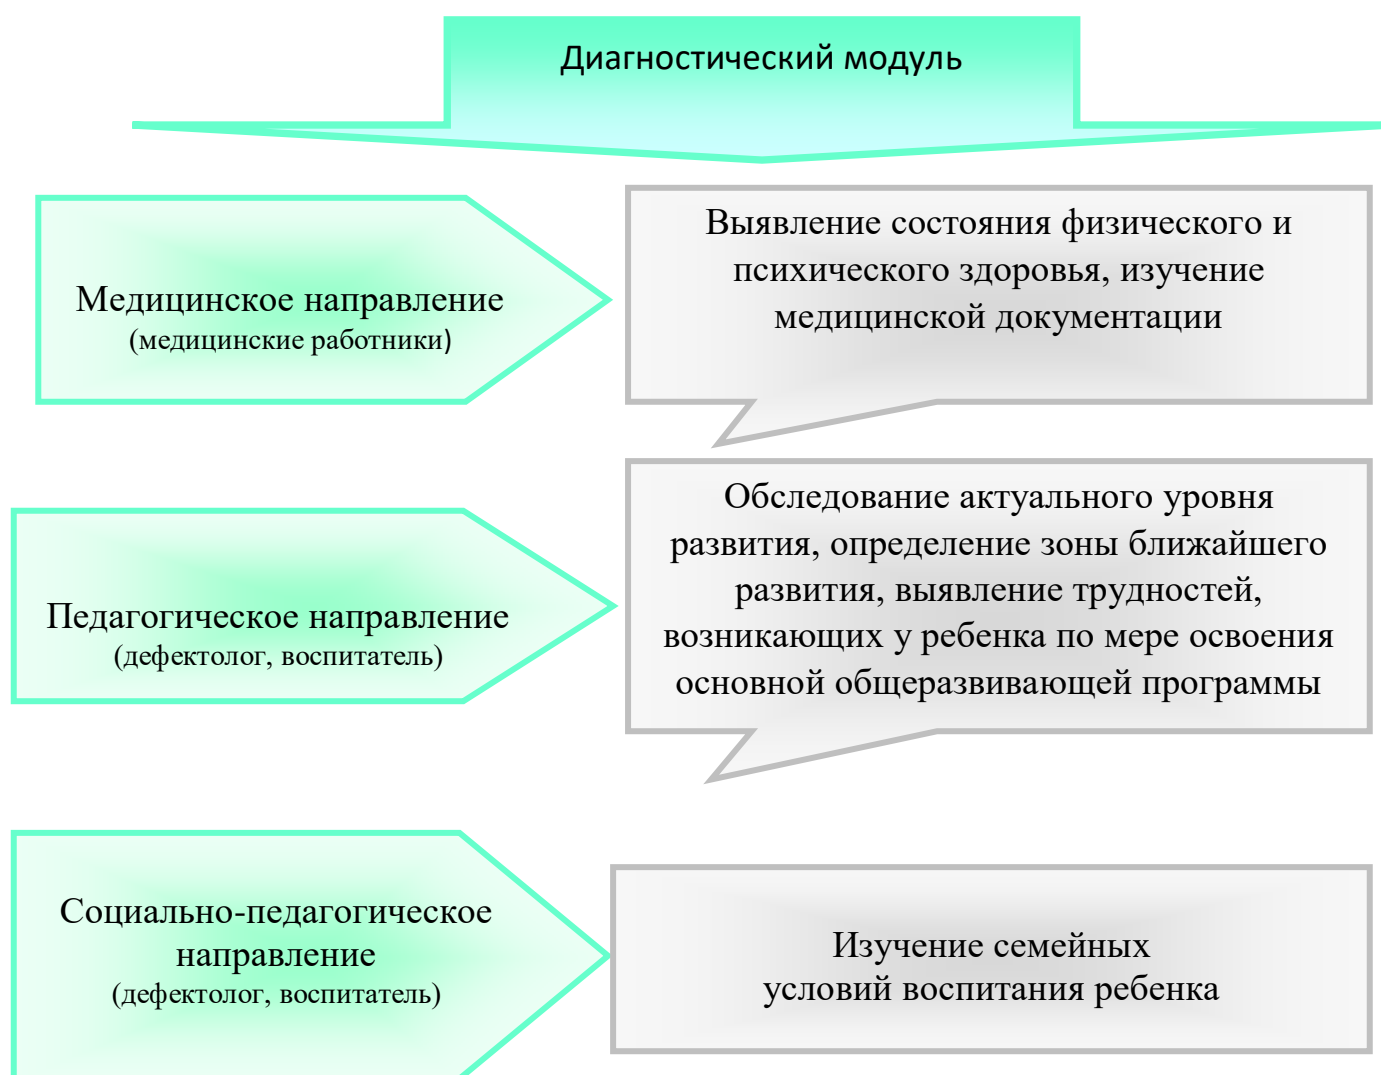 Диагностический модуль
Медицинское направление
(медицинские работники)
Выявление состояния физического и
психического здоровья, изучение
медицинской документации
Педагогическое направление
(дефектолог, воспитатель)
Обследование актуального уровня
развития, определение зоны ближайшего
развития, выявление трудностей,
возникающих у ребенка по мере освоения
основной общеразвивающей программы
Социально-педагогическое
направление
(дефектолог, воспитатель)
Изучение семейных
условий воспитания ребенка